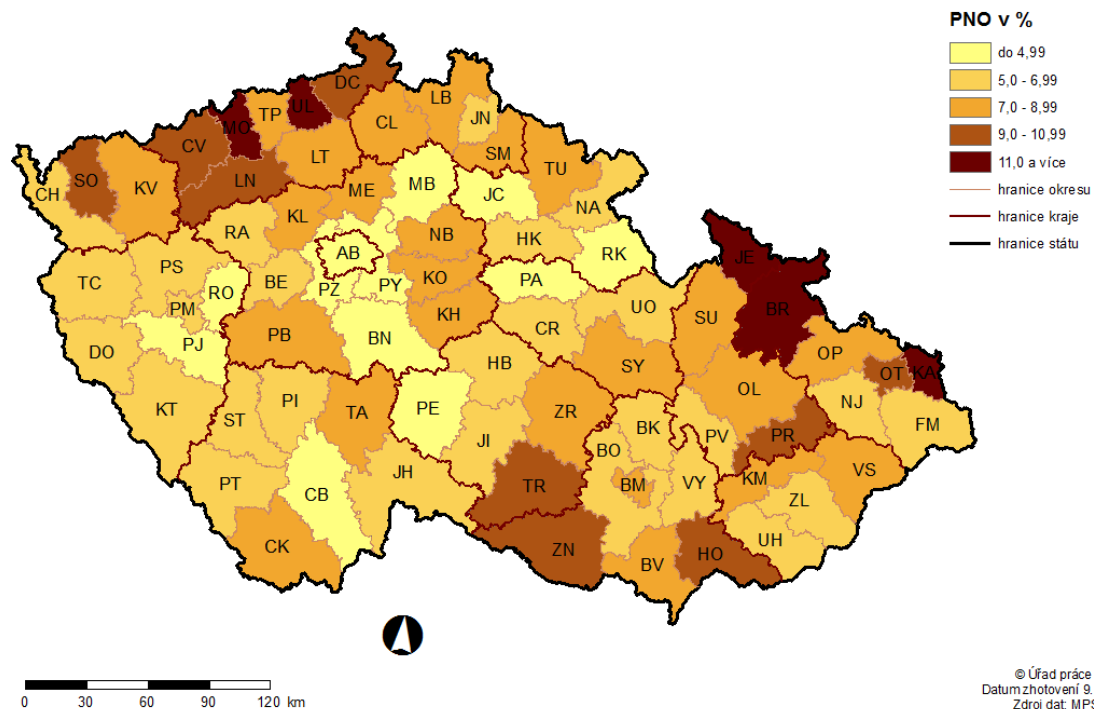 PNO v %
do 4,99
5,0 - 6,99
7,0 - 8,99
9,0 - 10,99
11,0 a více
hranice okresu
hranice kraje
hranice státu
DC
UL
LB
MO
TP
JN
CV
CL
LT
SM
TU
SO
LN
CH
KV
ME
MB
JC
NA
KL
RA
NB
HK
AB
RK
PS
JE
TC
BE
KO
PA
RO
PZ
PY
PM
UO
BR
KH
SU
CR
PB
BN
PJ
DO
OP
HB
SY
OT
KA
OL
KT
PI
TA
PE
ZR
NJ
ST
FM
BK
PV
PR
JI
BO
VS
JH
KM
PT
TR
BM
VY
CB
ZL
UH
CK
ZN
HO
BV
0 30 60 90 120 km
© Úřad práce
Datum zhotovení 9.
Zdroj dat: MPS